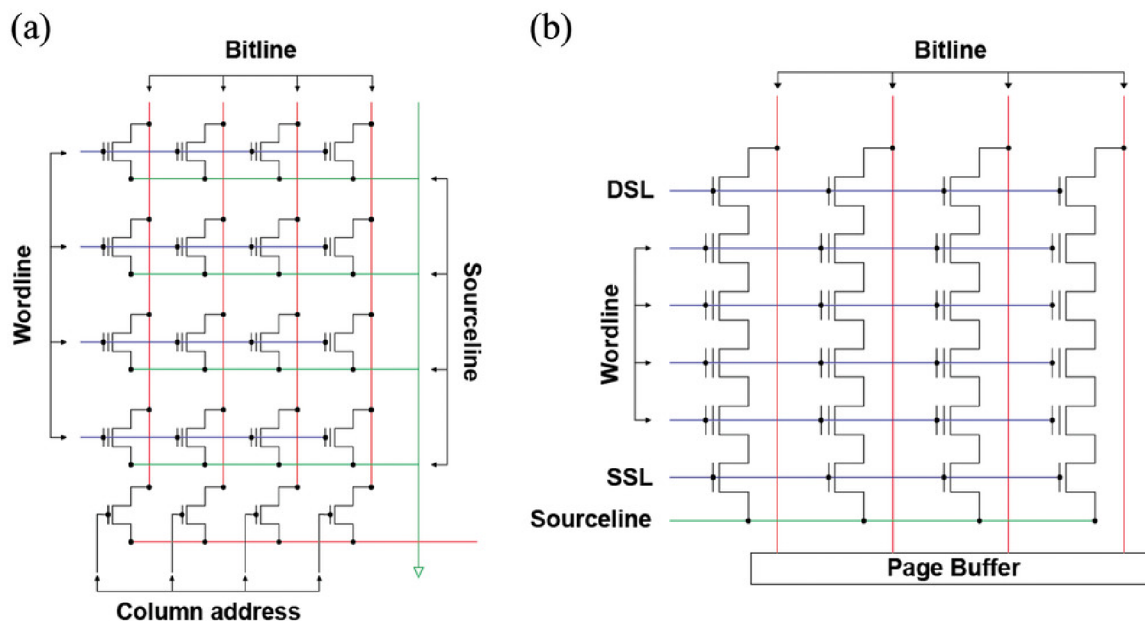 (a)
Bitline
Wordline
Sourceline
Column address
(b)
Bitline
DSL
Wordline
SSL
Sourceline
Page Buffer